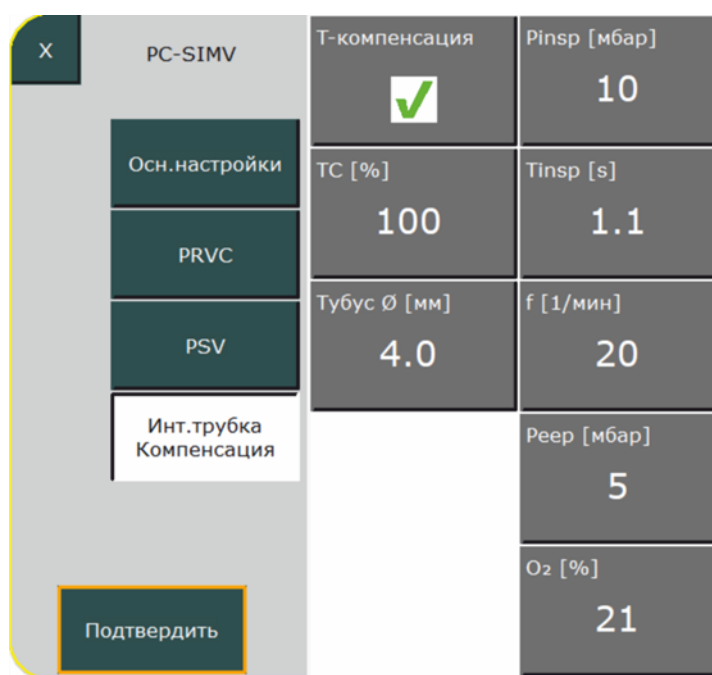 X
PC-SIMV
Осн.настройки
PRVC
PSV
Инт.трубка
Компенсация
Подтвердить
Т-компенсация
TC [%]
100
Тубус Ø [мм]
4.0
Pinsp [мбар]
10
Tinsp [s]
1.1
f [1/мин]
20
Peep [мбар]
5
O₂ [%]
21